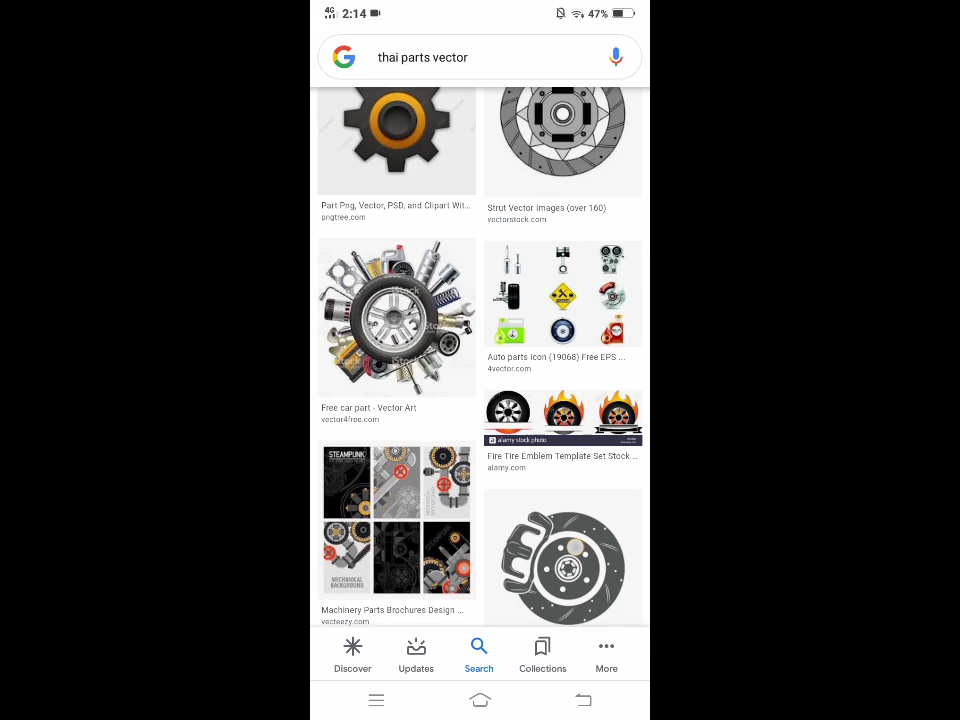 4G 2:14 47%
thai parts vector
Part Png, Vector, PSD, and Clipart Wit...
pngtree.com
Strut Vector Images (over 160)
vectorstock.com
iStock
iStock
iStock
Free car part - Vector Art
vector4free.com
Auto parts Icon (19068) Free EPS ...
4vector.com
a alamy stock photo
Fire Tire Emblem Template Set Stock ...
alamy.com
STEAMPUNK
MECHANICAL
BACKGROUND
Machinery Parts Brochures Design ...
vecteezy.com
Discover Updates Search Collections More